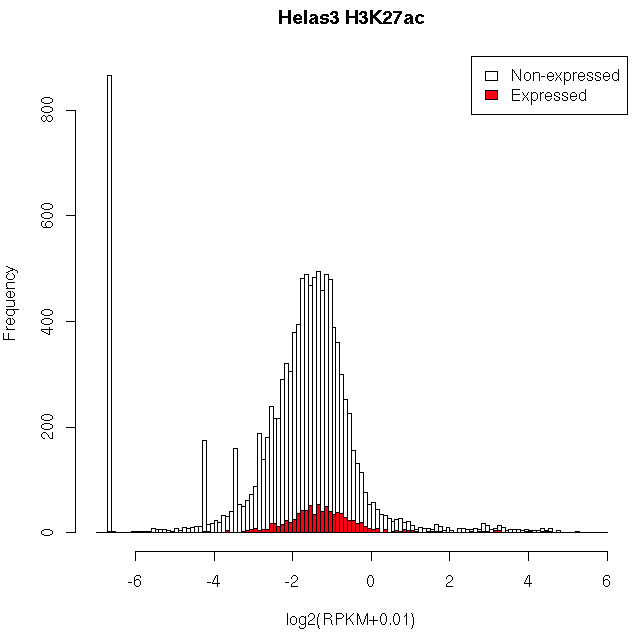 Helas3 H3K27ac
Non-expressed
Expressed
Frequency
800
600
400
200
0
-6 -4 -2 0 2 4 6
log2(RPKM+0.01)